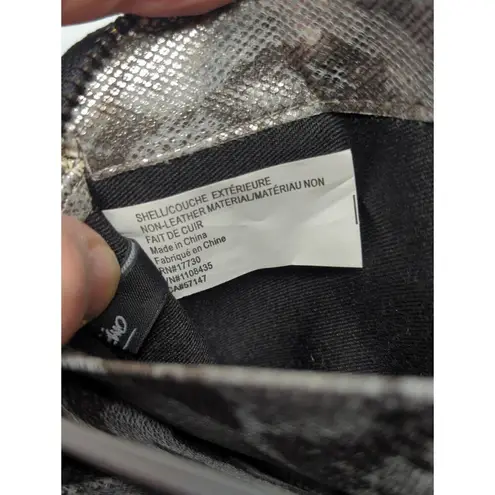 SHELL/COUCHE EXTÉRIEURE
NON-LEATHER MATERIAL/MATÉRIAU NON
FAIT DE CUIR
Made in China
Fabriqué en Chine
RN#17730
VN#1108435
CA#57147